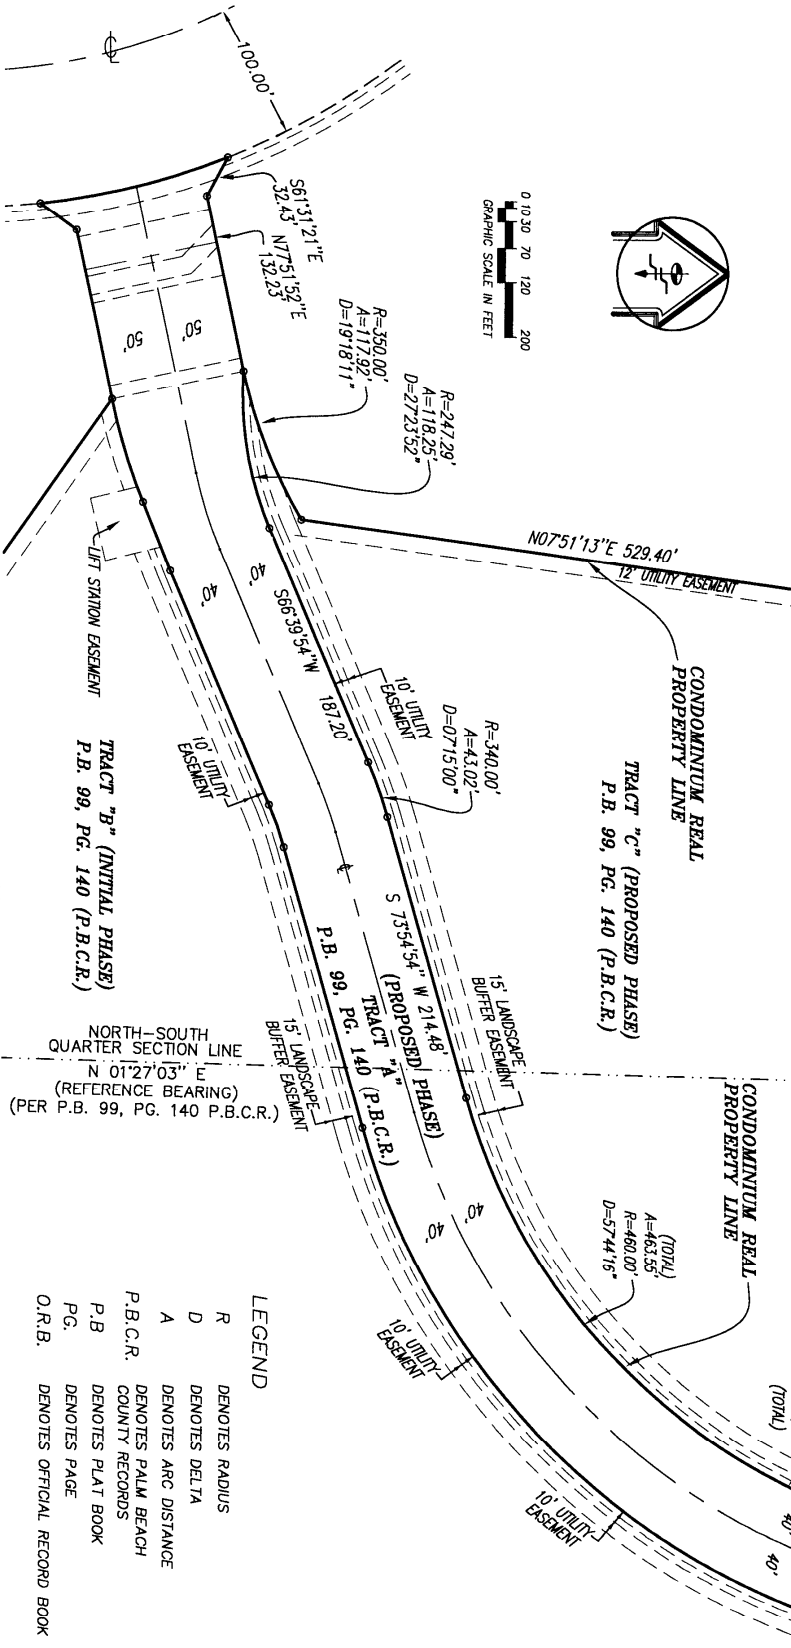 100.00'
℄
S61°31'21"E
32.43'
N77°51'52"E
132.23'
0 10 30 70 120 200
GRAPHIC SCALE IN FEET
50'
50'
R=350.00'
A=117.92'
D=19°18'11"
R=247.29'
A=118.25'
D=27°23'52"
N07°51'13"E 529.40'
12' UTILITY EASEMENT
CONDOMINIUM REAL
PROPERTY LINE
LIFT STATION EASEMENT
40'
40'
S66°39'54"W
187.20'
10' UTILITY
EASEMENT
R=340.00'
A=43.02'
D=07°15'00"
TRACT "C" (PROPOSED PHASE)
P.B. 99, PG. 140 (P.B.C.R.)
10' UTILITY
EASEMENT
TRACT "B" (INITIAL PHASE)
P.B. 99, PG. 140 (P.B.C.R.)
℄
S 73°54'54" W 214.48'
(PROPOSED PHASE)
TRACT "A"
P.B. 99, PG. 140 (P.B.C.R.)
15' LANDSCAPE
BUFFER EASEMENT
15' LANDSCAPE
BUFFER EASEMENT
NORTH-SOUTH
QUARTER SECTION LINE
N 01°27'03" E
(REFERENCE BEARING)
(PER P.B. 99, PG. 140 P.B.C.R.)
CONDOMINIUM REAL
PROPERTY LINE
40'
40'
(TOTAL)
A=463.55'
R=460.00'
D=57°44'16"
10' UTILITY
EASEMENT
(TOTAL)
10' UTILITY
EASEMENT
40'
40'
LEGEND
R DENOTES RADIUS
D DENOTES DELTA
A DENOTES ARC DISTANCE
P.B.C.R. DENOTES PALM BEACH
COUNTY RECORDS
P.B DENOTES PLAT BOOK
PG. DENOTES PAGE
O.R.B. DENOTES OFFICIAL RECORD BOOK